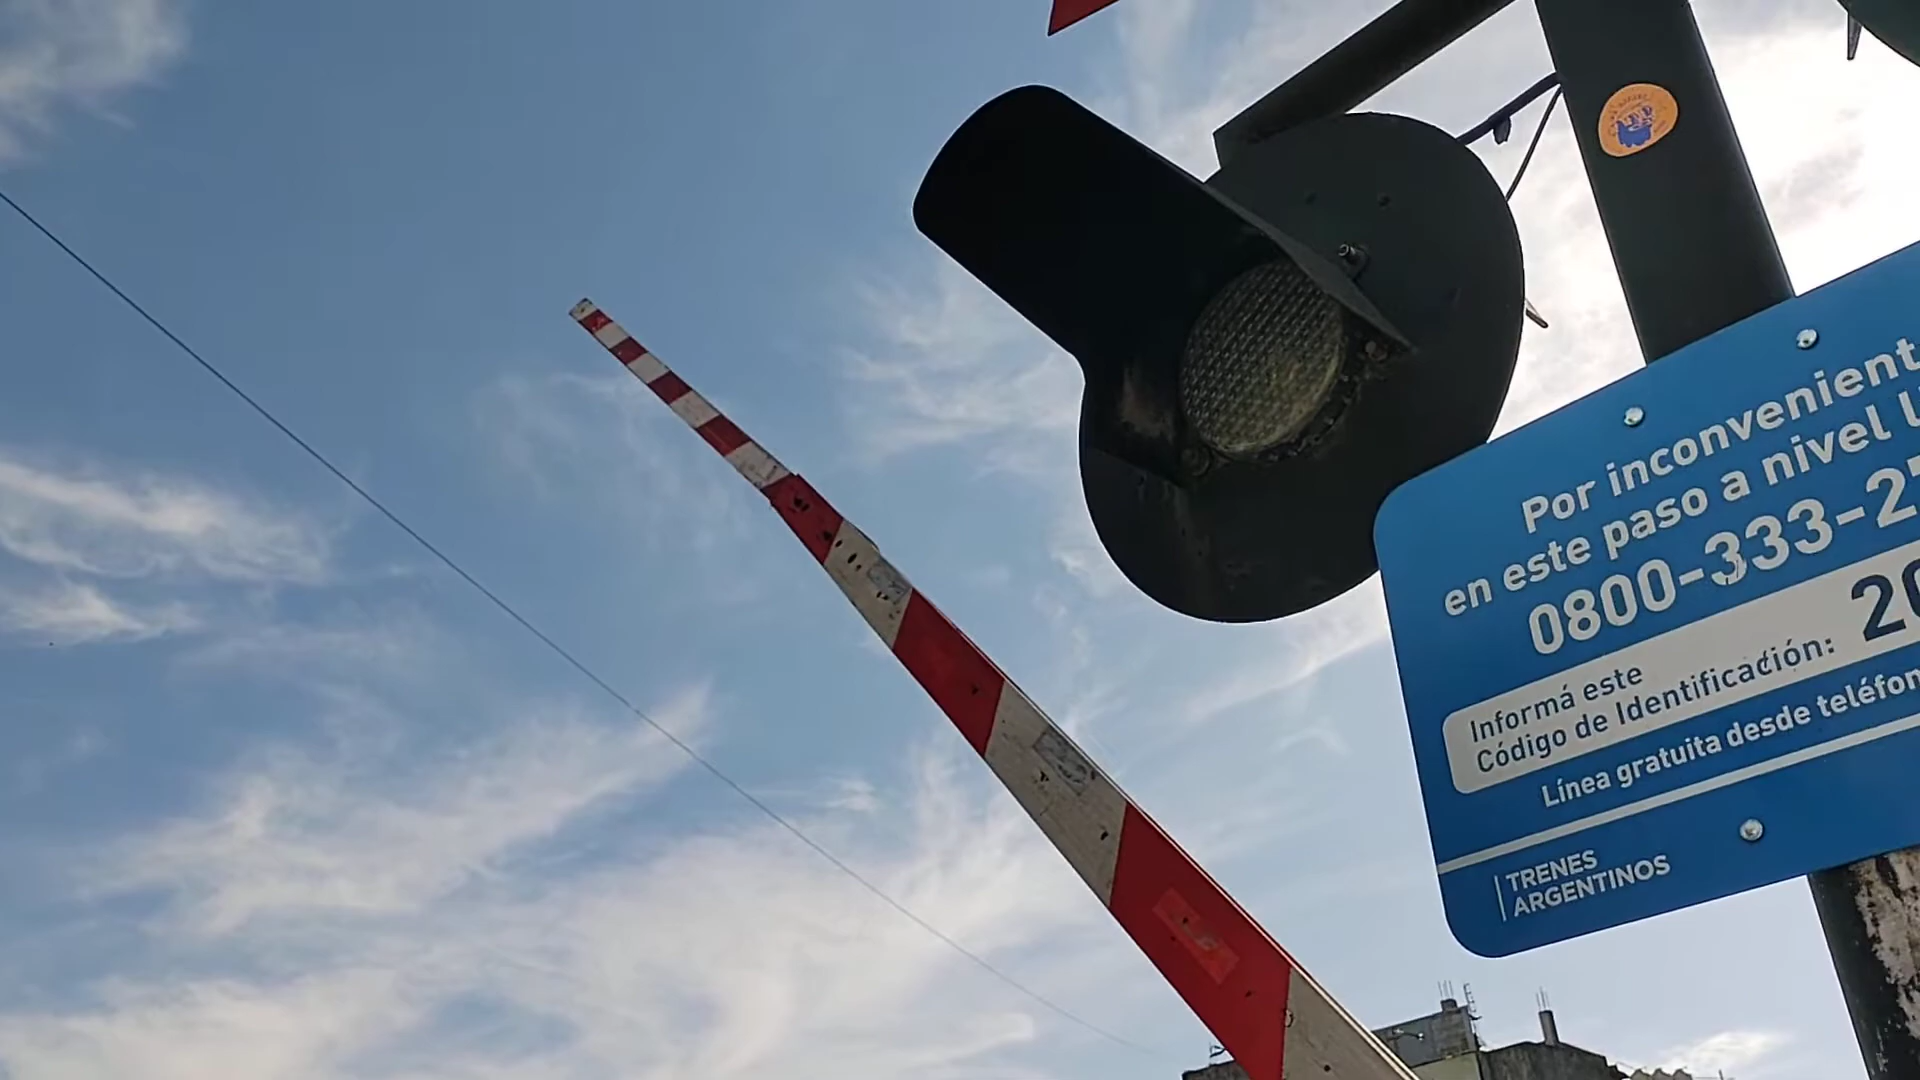 Por inconvenient
en este paso a nivel
0800-333-2
Informá este
Código de Identificación: 20
Línea gratuita desde teléfon
TRENES
ARGENTINOS